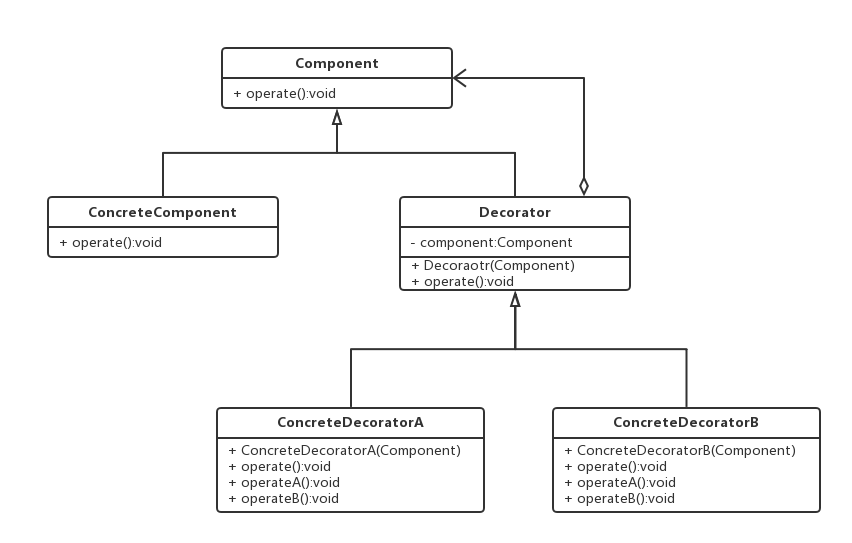 Component
+ operate():void
ConcreteComponent
+ operate():void
Decorator
- component:Component
+ Decoraotr(Component)
+ operate():void
ConcreteDecoratorA
+ ConcreteDecoratorA(Component)
+ operate():void
+ operateA():void
+ operateB():void
ConcreteDecoratorB
+ ConcreteDecoratorB(Component)
+ operate():void
+ operateA():void
+ operateB():void